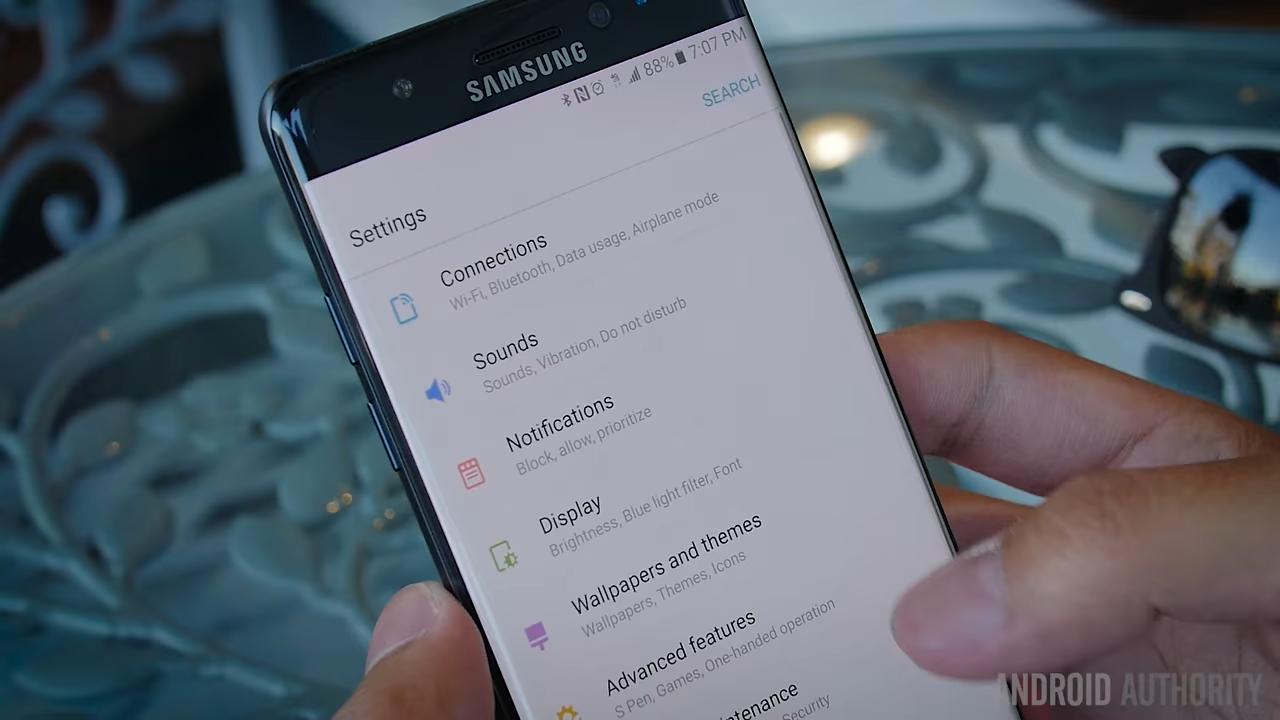 SAMSUNG
88% 7:07 PM
SEARCH
Settings
Connections
Wi-Fi, Bluetooth, Data usage, Airplane mode
Sounds
Sounds, Vibration, Do not disturb
Notifications
Block, allow, prioritize
Display
Brightness, Blue light filter, Font
Wallpapers and themes
Wallpapers, Themes, Icons
Advanced features
S Pen, Games, One-handed operation
Security
ANDROID AUTHORITY